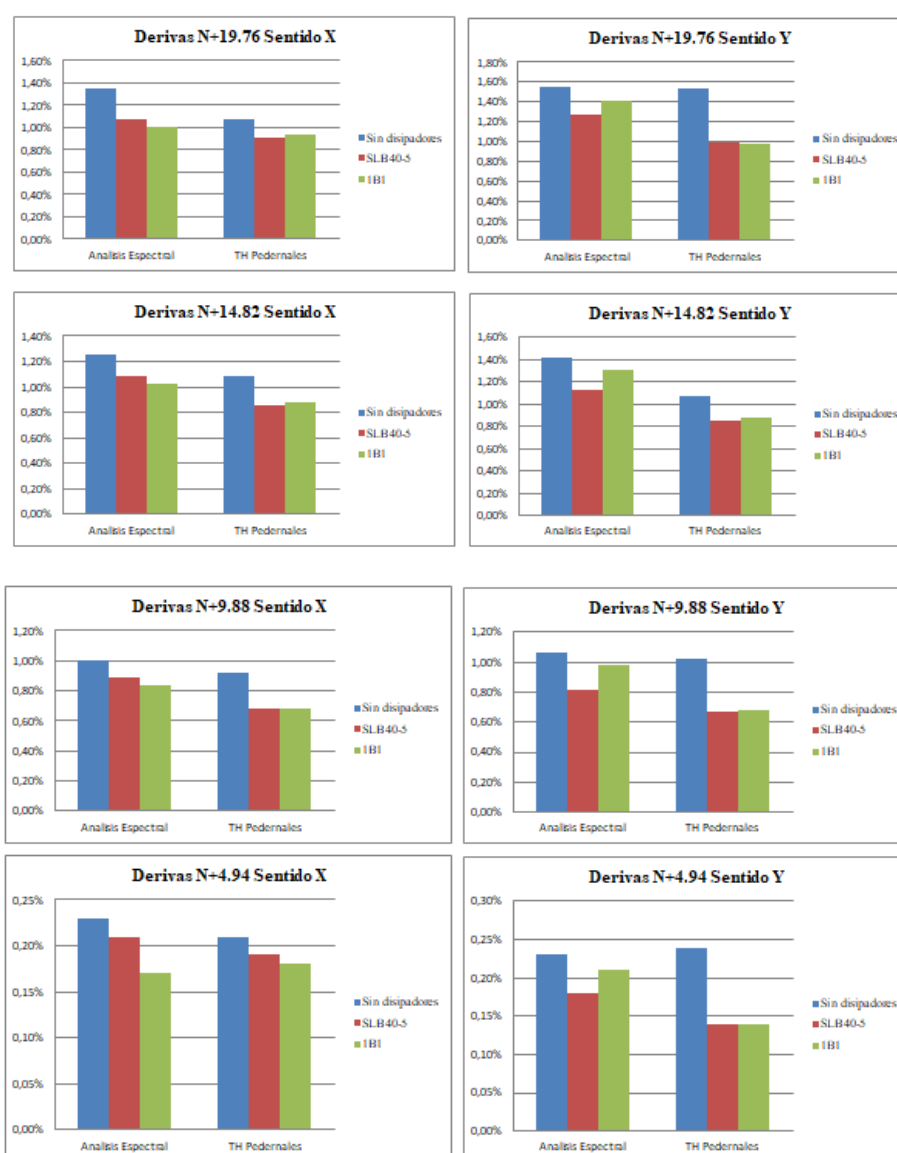 Derivas N+19.76 Sentido X
1,60%
1,40%
1,20%
1,00%
0,80%
0,60%
0,40%
0,20%
0,00%
Analisis Espectral
TH Pedernales
Sin disipadores
SLB40-5
1B1
Derivas N+19.76 Sentido Y
1,80%
1,60%
1,40%
1,20%
1,00%
0,80%
0,60%
0,40%
0,20%
0,00%
Analisis Espectral
TH Pedernales
Sin disipadores
SLB40-5
1B1
Derivas N+14.82 Sentido X
1,40%
1,20%
1,00%
0,80%
0,60%
0,40%
0,20%
0,00%
Analisis Espectral
TH Pedernales
Sin disipadores
SLB40-5
1B1
Derivas N+14.82 Sentido Y
1,60%
1,40%
1,20%
1,00%
0,80%
0,60%
0,40%
0,20%
0,00%
Analisis Espectral
TH Pedernales
Sin disipadores
SLB40-5
1B1
Derivas N+9.88 Sentido X
1,20%
1,00%
0,80%
0,60%
0,40%
0,20%
0,00%
Analisis Espectral
TH Pedernales
Sin disipadores
SLB40-5
1B1
Derivas N+9.88 Sentido Y
1,20%
1,00%
0,80%
0,60%
0,40%
0,20%
0,00%
Analisis Espectral
TH Pedernales
Sin disipadores
SLB40-5
1B1
Derivas N+4.94 Sentido X
0,25%
0,20%
0,15%
0,10%
0,05%
0,00%
Analisis Espectral
TH Pedernales
Sin disipadores
SLB40-5
1B1
Derivas N+4.94 Sentido Y
0,30%
0,25%
0,20%
0,15%
0,10%
0,05%
0,00%
Analisis Espectral
TH Pedernales
Sin disipadores
SLB40-5
1B1